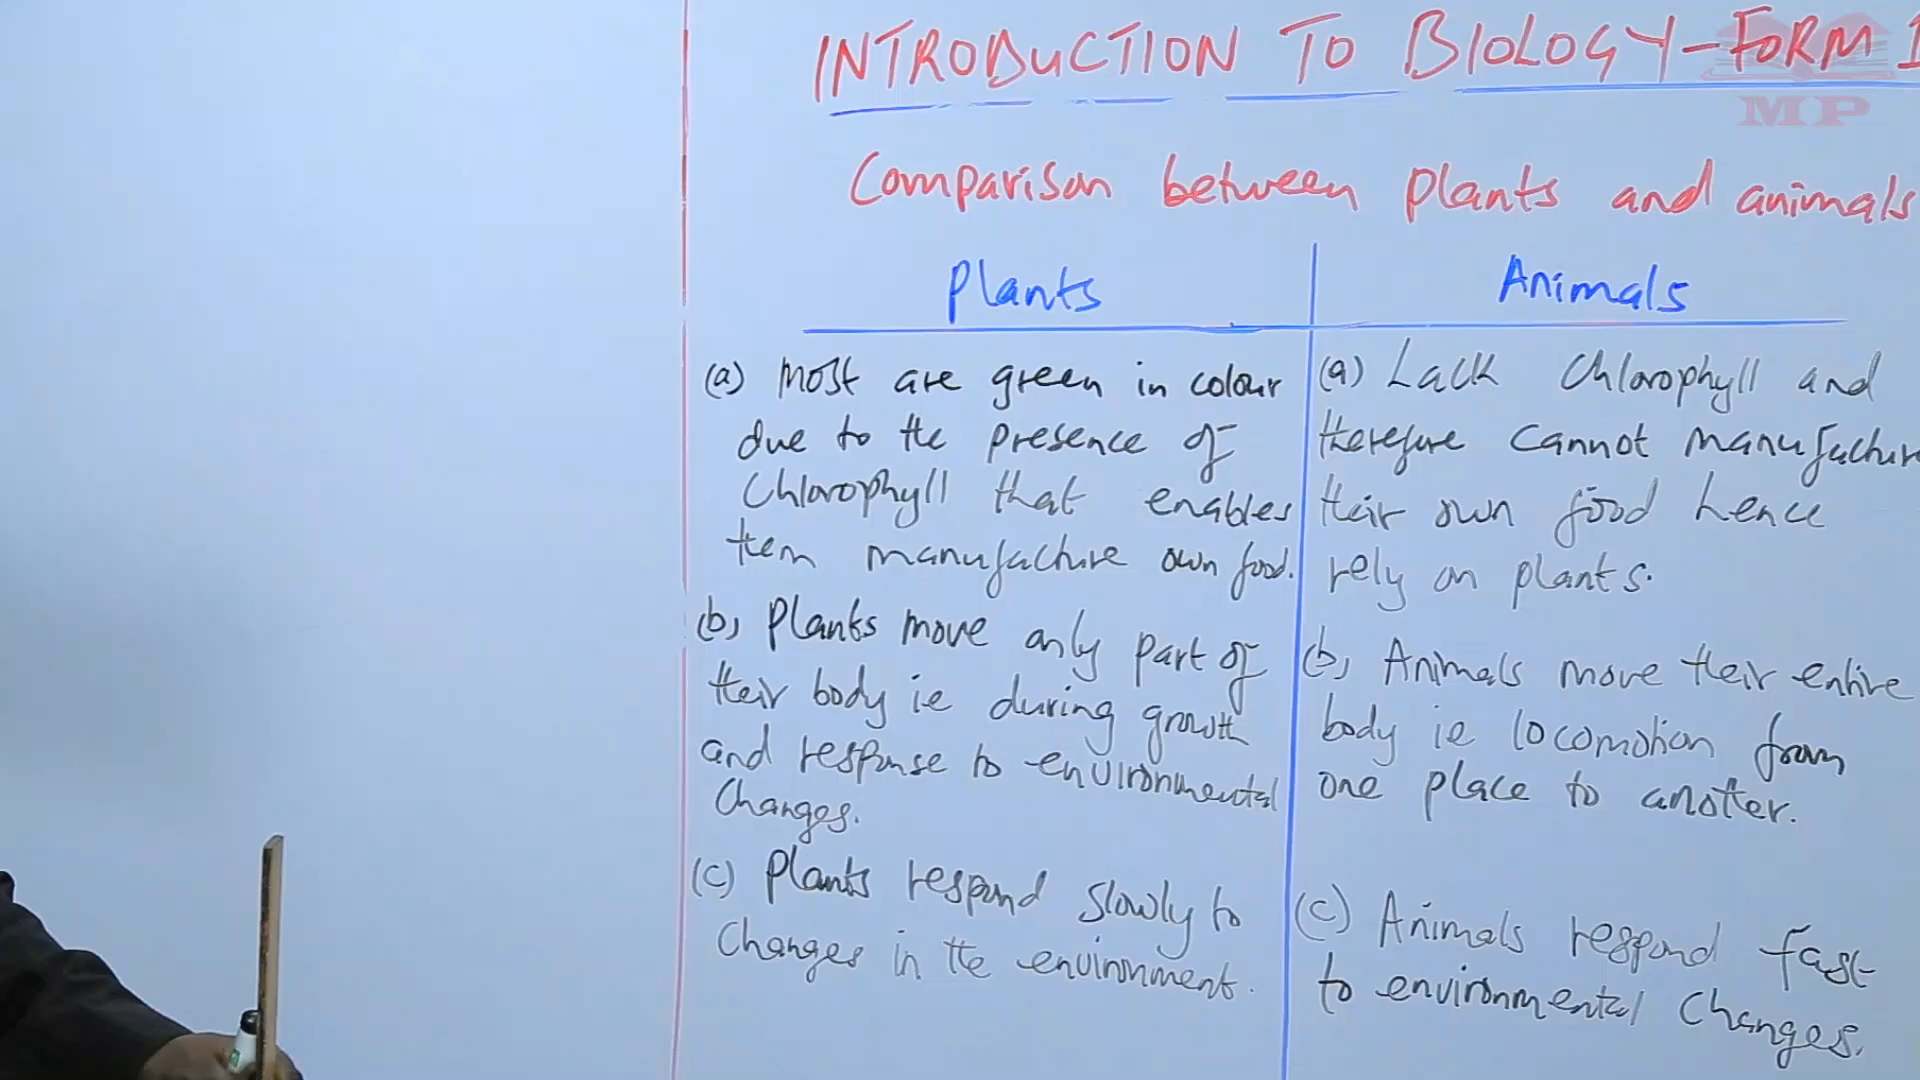 INTRODUCTION TO BIOLOGY-FORM 1
MP
Comparison between plants and animals
Plants
(a) Most are green in colour
due to the presence of
Chlorophyll that enables
them manufacture own food.
(b) Plants move only part of
their body ie during growth
and response to environmental
Changes.
(c) Plants respond slowly to
Changes in the environment.
Animals
(a) Lack Chlorophyll and
therefore cannot manufacture
their own food hence
rely on plants.
(b) Animals move their entire
body ie locomotion from
one place to another.
(c) Animals respond fast
to environmental Changes.